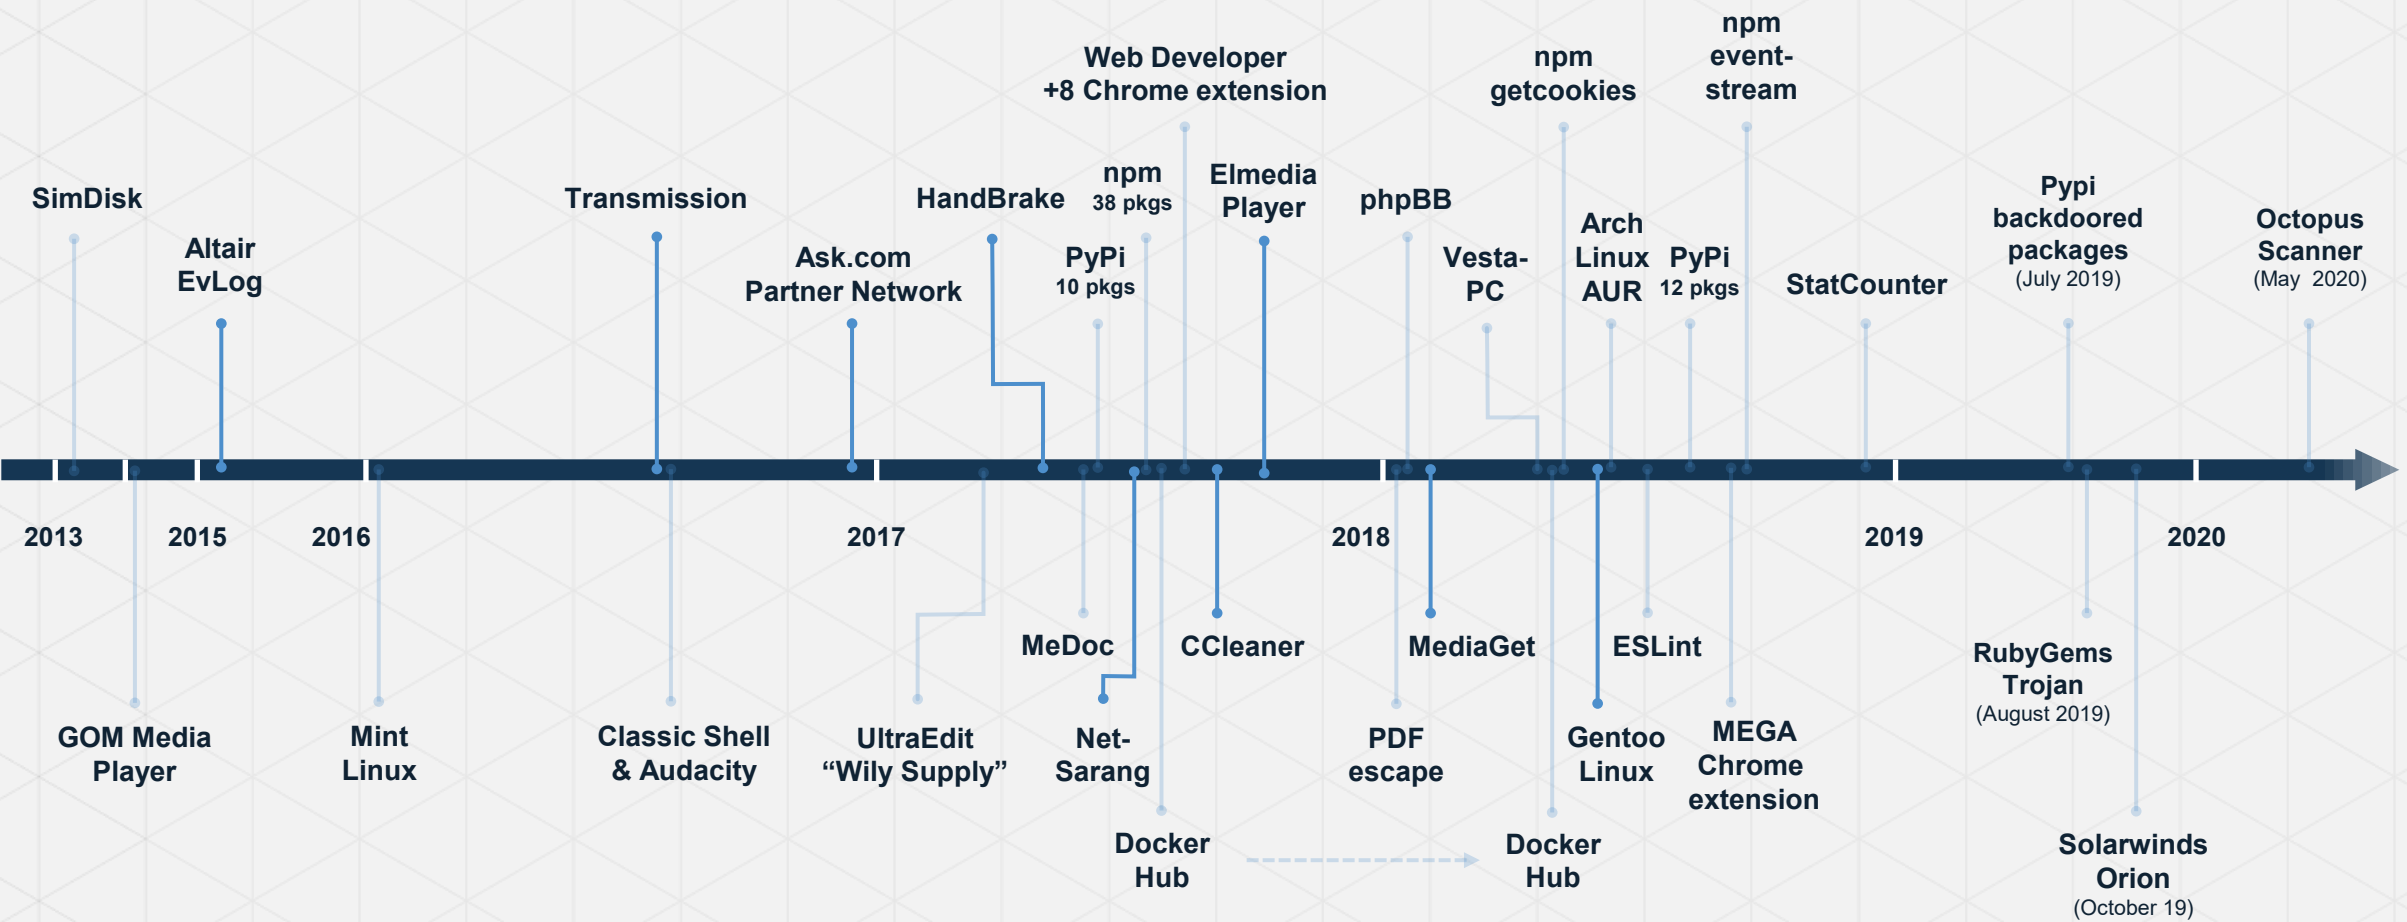 SimDisk
Altair
EvLog
Transmission
Ask.com
Partner Network
HandBrake
PyPi
10 pkgs
npm
38 pkgs
Web Developer
+8 Chrome extension
Elmedia
Player
phpBB
Vesta-
PC
npm
getcookies
Arch
Linux
AUR
PyPi
12 pkgs
npm
event-
stream
StatCounter
Pypi
backdoored
packages
(July 2019)
Octopus
Scanner
(May  2020)
2013
2015
2016
2017
2018
2019
2020
GOM Media
Player
Mint
Linux
Classic Shell
& Audacity
UltraEdit
“Wily Supply”
MeDoc
Net-
Sarang
Docker
Hub
CCleaner
PDF
escape
MediaGet
Docker
Hub
Gentoo
Linux
ESLint
MEGA
Chrome
extension
RubyGems
Trojan
(August 2019)
Solarwinds
Orion
(October 19)